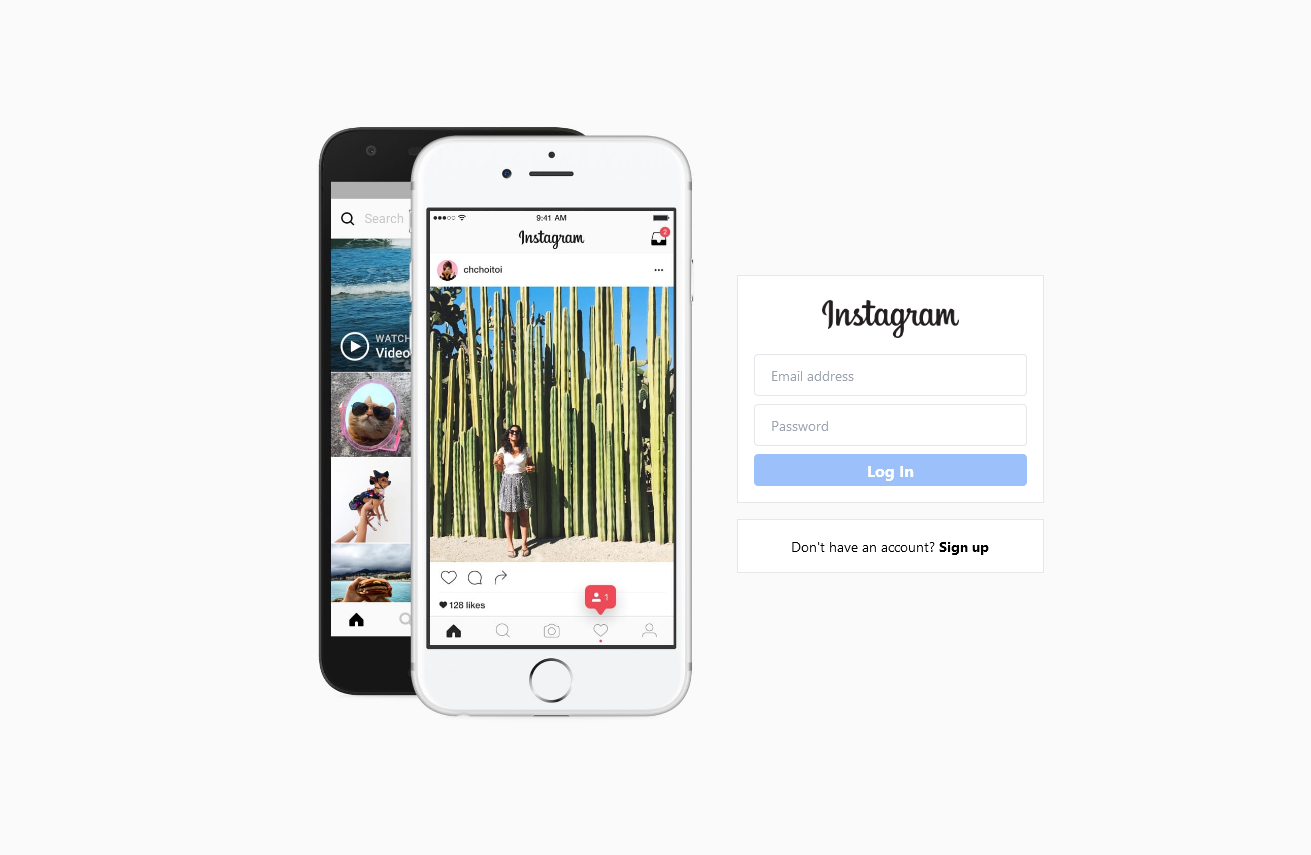 Search
WATCH
Video
9:41 AM
Instagram
2
chchoitoi
1
128 likes
Instagram
Email address
Password
Log In
Don't have an account? Sign up